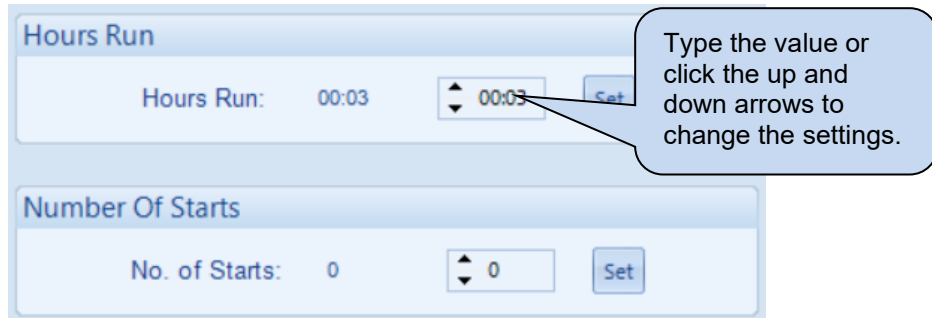 Hours Run
Hours Run: 00:03 00:03 Set
Type the value or
click the up and
down arrows to
change the settings.
Number Of Starts
No. of Starts: 0 0 Set